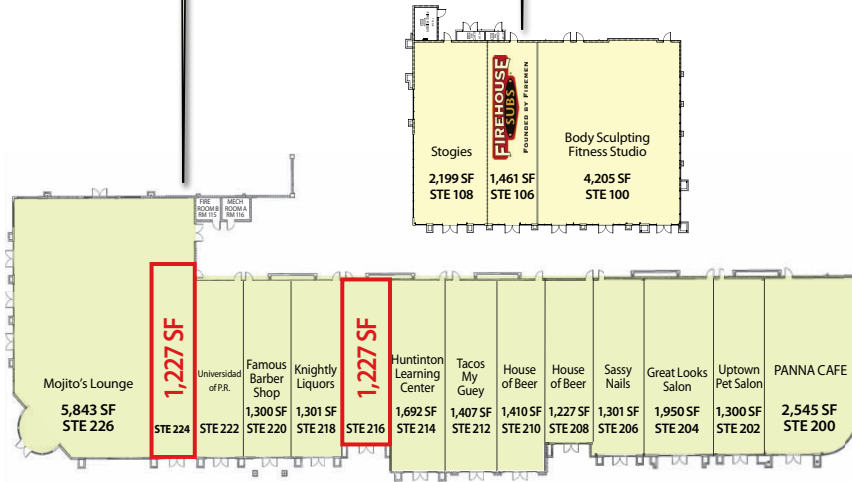 Stogies
2,199 SF
STE 108
FIREHOUSE
SUBS
FOUNDED BY FIREMEN
1,461 SF
STE 106
Body Sculpting
Fitness Studio
4,205 SF
STE 100
FIRE
ROOM B
RM 115
MECH
ROOM A
RM 116
Mojito's Lounge
5,843 SF
STE 226
1,227 SF
STE 224
Universidad
of P.R.
STE 222
Famous
Barber
Shop
1,300 SF
STE 220
Knightly
Liquors
1,301 SF
STE 218
1,227 SF
STE 216
Huntinton
Learning
Center
1,692 SF
STE 214
Tacos
My
Guey
1,407 SF
STE 212
House
of Beer
1,410 SF
STE 210
House
of Beer
1,227 SF
STE 208
Sassy
Nails
1,301 SF
STE 206
Great Looks
Salon
1,950 SF
STE 204
Uptown
Pet Salon
1,300 SF
STE 202
PANNA CAFE
2,545 SF
STE 200